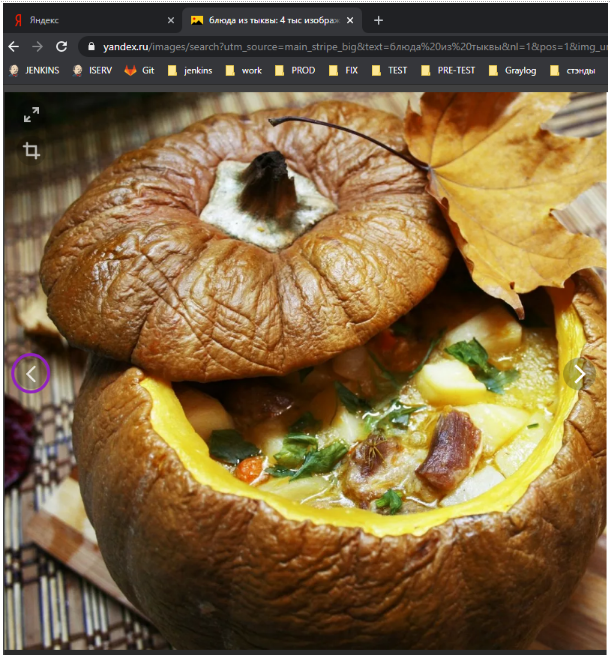 Яндекс
блюда из тыквы: 4 тыс изображ
yandex.ru/images/search?utm_source=main_stripe_big&text=блюда%20из%20тыквы&nl=1&pos=1&img_ur
JENKINS ISERV Git jenkins work PROD FIX TEST PRE-TEST Graylog стэнды